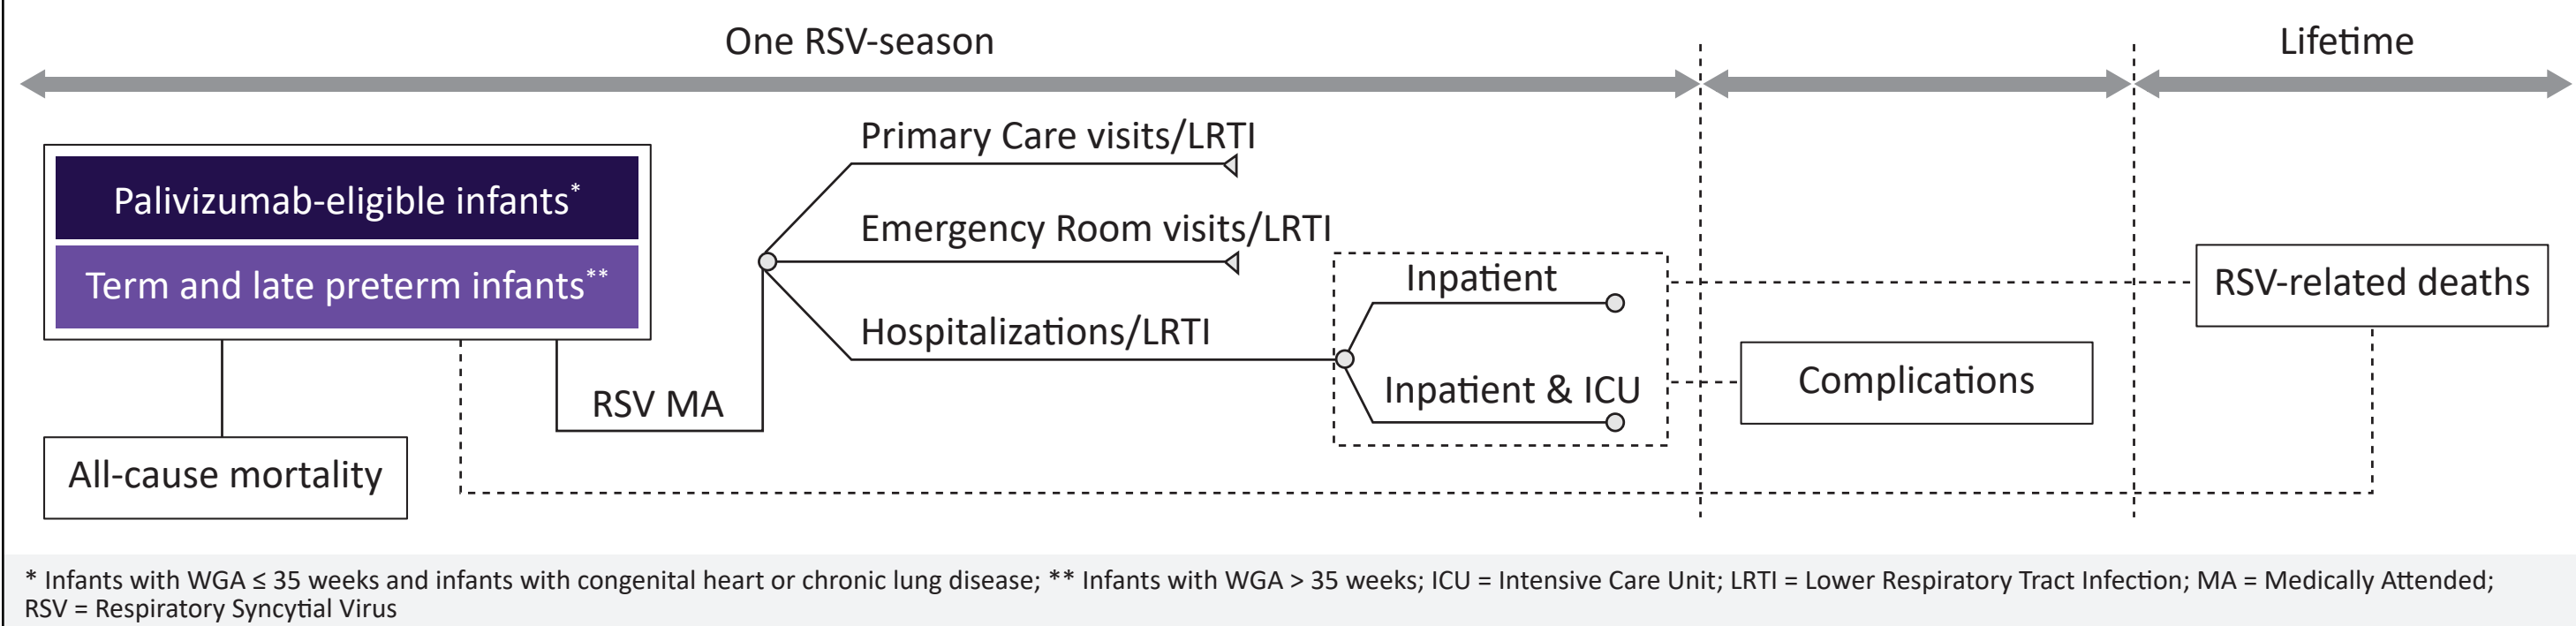 One RSV-season
Lifetime
Primary Care visits/LRTI
Palivizumab-eligible infants*
Emergency Room visits/LRTI
Term and late preterm infants**
Inpatient
RSV-related deaths
Hospitalizations/LRTI
Complications
Inpatient & ICU
RSV MA
All-cause mortality
* Infants with WGA ≤ 35 weeks and infants with congenital heart or chronic lung disease; ** Infants with WGA > 35 weeks; ICU = Intensive Care Unit; LRTI = Lower Respiratory Tract Infection; MA = Medically Attended;
RSV = Respiratory Syncytial Virus